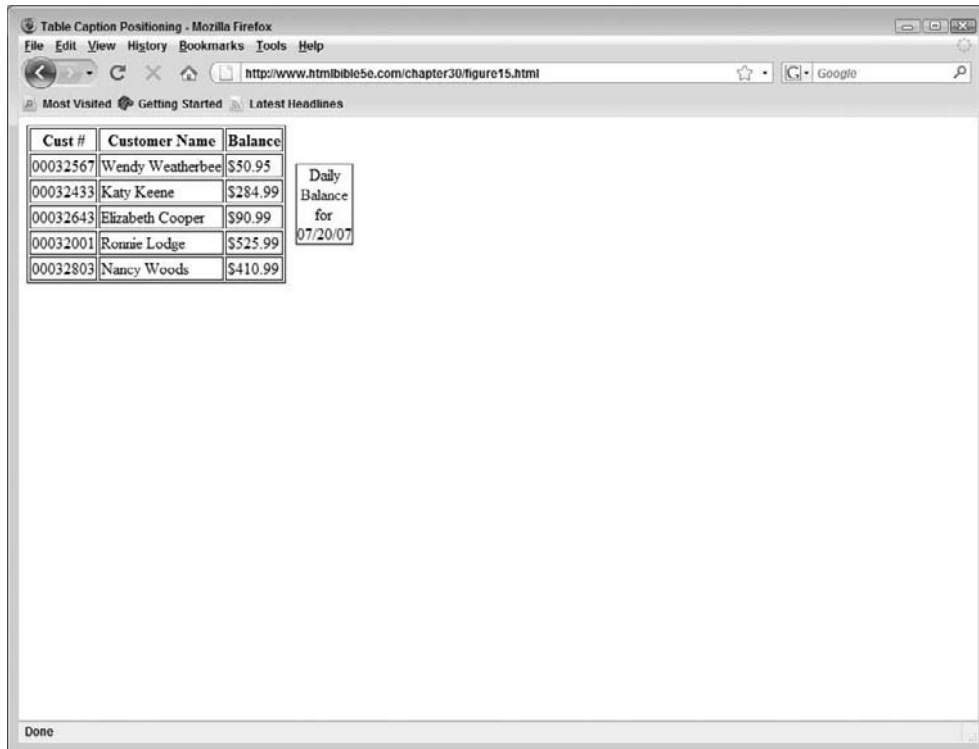 Table Caption Positioning - Mozilla Firefox
File Edit View History Bookmarks Tools Help
http://www.htmlbible5e.com/chapter30/figure15.html
G Google
Most Visited Getting Started Latest Headlines
Cust # Customer Name Balance
00032567 Wendy Weatherbee $50.95
00032433 Katy Keene $284.99
00032643 Elizabeth Cooper $90.99
00032001 Ronnie Lodge $525.99
00032803 Nancy Woods $410.99
Daily
Balance
for
07/20/07
Done